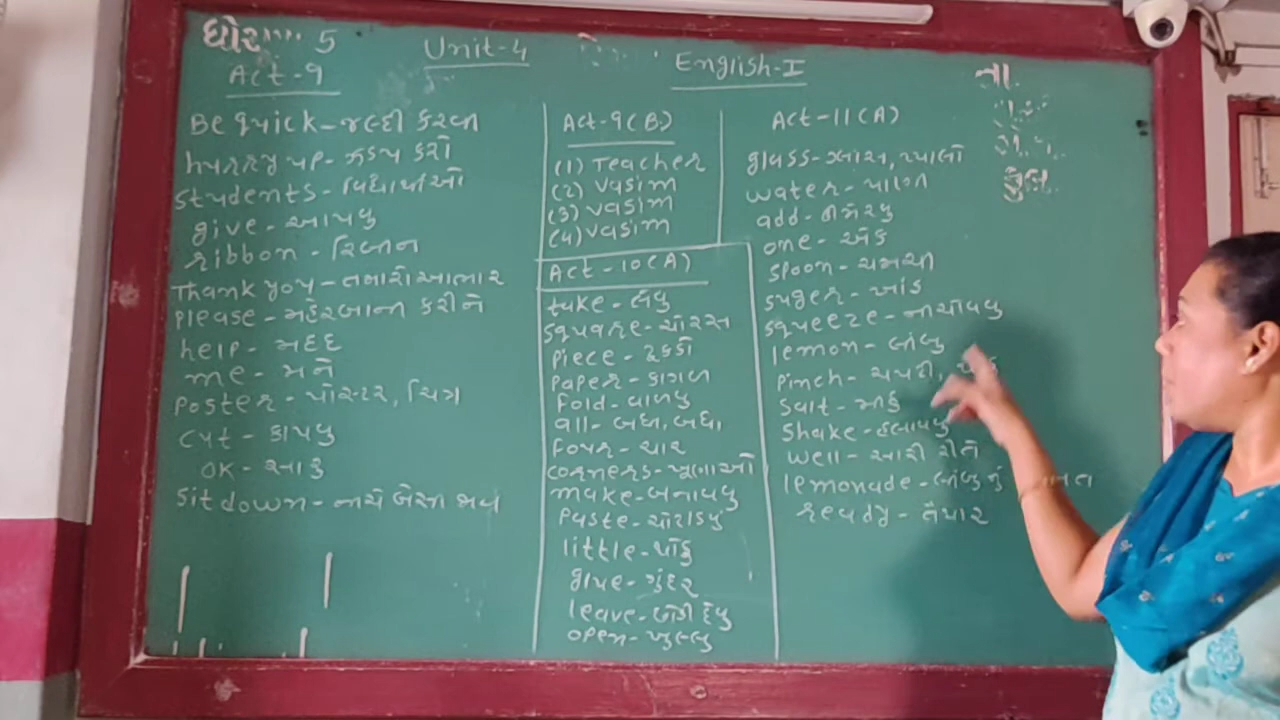 ધોરણ 5
Unit-4
English-I
તા.
Act-9
Be quick-જલ્દી કરવી
hurry up-ઝડપ કરો
students-વિદ્યાર્થીઓ
give-આપવુ
ribbon-રિબીન
Thank you-તમારો આભાર
please-મહેરબાની કરીને
help-મદદ
me-મને
poster-પોસ્ટર, ચિત્ર
cut-કાપવુ
OK-સારૂ
sit down-નીચે બેસી જાવ
Act-9(B)
(1) Teacher
(2) vasim
(3) vasim
(4) vasim
Act-10(A)
take-લેવુ
square-ચોરસ
piece-ટૂકડો
paper-કાગળ
fold-વાળવુ
all-બધા, બધા,
four-ચાર
corners-ખૂણાઓ
make-બનાવવુ
paste-ચોંટાડવુ
little-થોડુ
glue-ગુંદર
leave-છોડી દેવુ
open-ખુલ્લુ
Act-11(A)
glass-ગ્લાસ, પ્યાલો
water-પાણી
add-ઉમેરવુ
one-એક
spoon-ચમચી
suger-ખાંડ
squeeze-નીચોવવુ
lemon-લીંબુ
pinch-ચપટી,
salt-મીઠુ
shake-હલાવવુ
well-સારી રીતે
lemonade-લીંબુનું
ready-તૈયાર